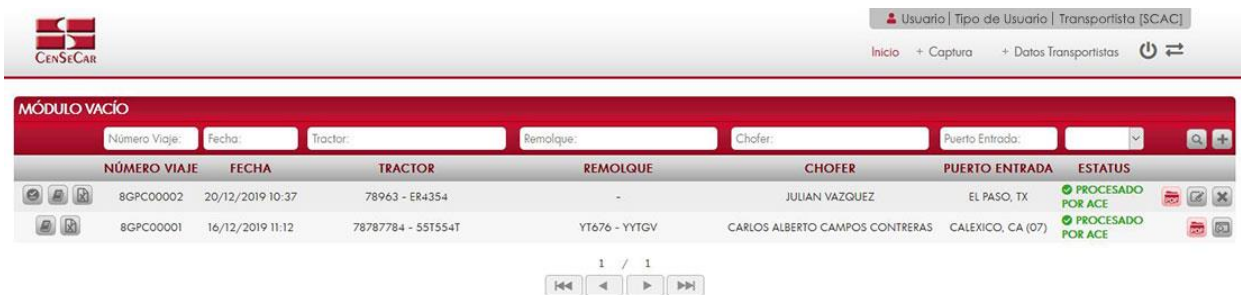 Usuario | Tipo de Usuario | Transportista [SCAC]
CENSECAR
Inicio + Captura + Datos Transportistas
MÓDULO VACÍO
Número Viaje: Fecha: Tractor: Remolque: Chofer: Puerto Entrada:
NÚMERO VIAJE FECHA TRACTOR REMOLQUE CHOFER PUERTO ENTRADA ESTATUS
8GPC00002 20/12/2019 10:37 78963 - ER4354 - JULIAN VAZQUEZ EL PASO, TX PROCESADO POR ACE
8GPC00001 16/12/2019 11:12 78787784 - 55T554T YT676 - YYTGV CARLOS ALBERTO CAMPOS CONTRERAS CALEXICO, CA (07) PROCESADO POR ACE
1 / 1